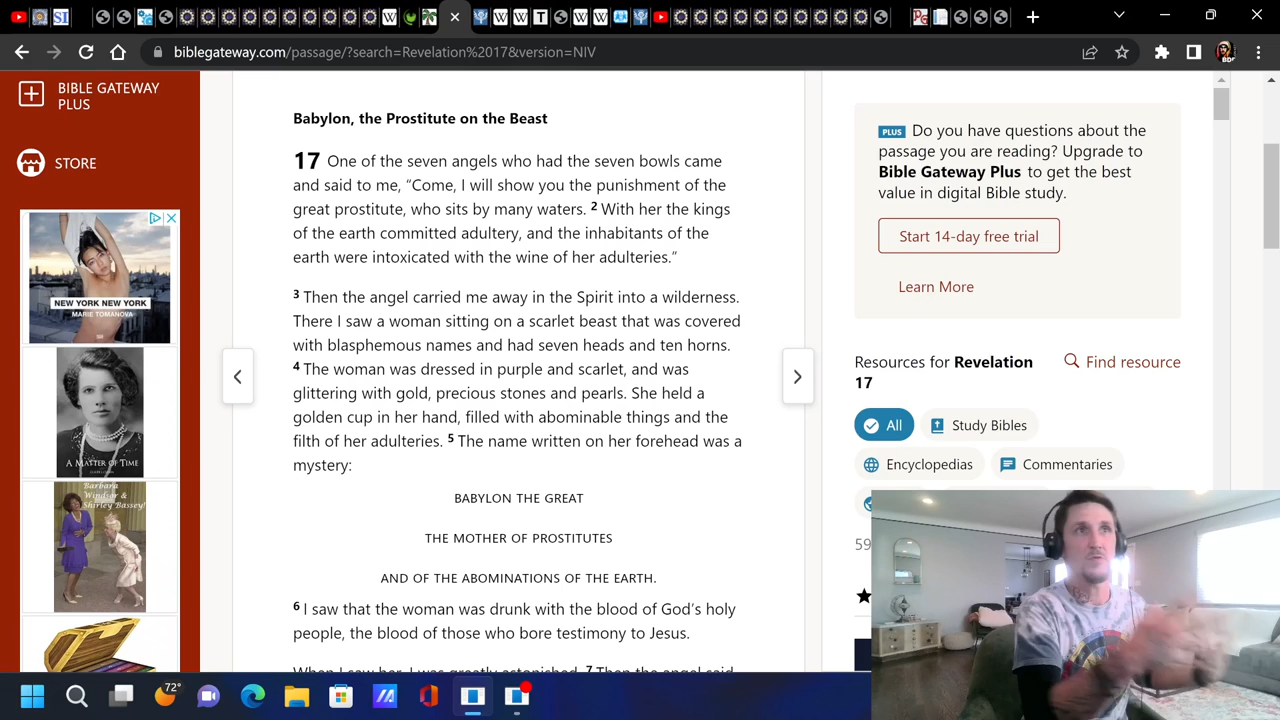 biblegateway.com/passage/?search=Revelation%2017&version=NIV
BIBLE GATEWAY
PLUS
STORE
NEW YORK NEW YORK
MARIE TOMANOVA
A MATTER OF TIME
Barbara
Windsor &
Shirley Bassey!
Babylon, the Prostitute on the Beast
17 One of the seven angels who had the seven bowls came
and said to me, “Come, I will show you the punishment of the
great prostitute, who sits by many waters. 2 With her the kings
of the earth committed adultery, and the inhabitants of the
earth were intoxicated with the wine of her adulteries.”
3 Then the angel carried me away in the Spirit into a wilderness.
There I saw a woman sitting on a scarlet beast that was covered
with blasphemous names and had seven heads and ten horns.
4 The woman was dressed in purple and scarlet, and was
glittering with gold, precious stones and pearls. She held a
golden cup in her hand, filled with abominable things and the
filth of her adulteries. 5 The name written on her forehead was a
mystery:
BABYLON THE GREAT
THE MOTHER OF PROSTITUTES
AND OF THE ABOMINATIONS OF THE EARTH.
6 I saw that the woman was drunk with the blood of God’s holy
people, the blood of those who bore testimony to Jesus.
When I saw her, I was greatly astonished. 7 Then the angel said
PLUS Do you have questions about the
passage you are reading? Upgrade to
Bible Gateway Plus to get the best
value in digital Bible study.
Start 14-day free trial
Learn More
Resources for Revelation
17
Find resource
All
Study Bibles
Encyclopedias
Commentaries
59
72°